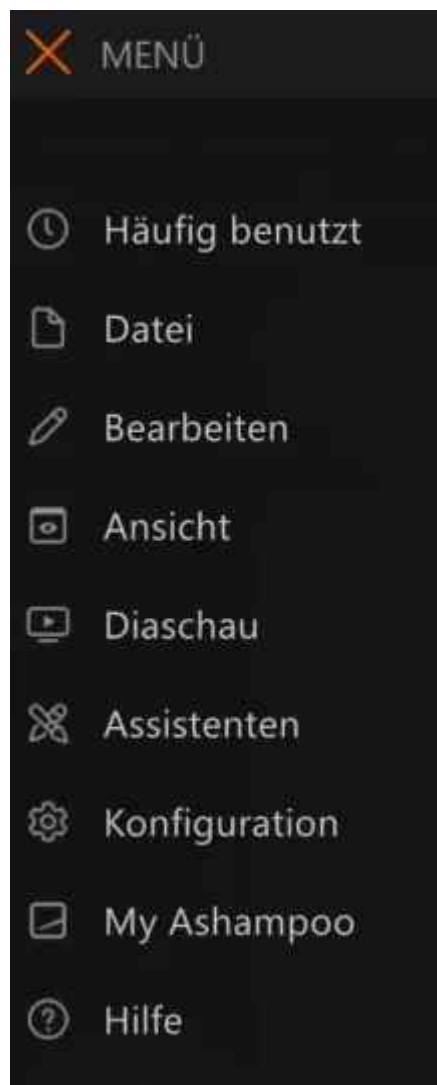 MENÜ
Häufig benutzt
Datei
Bearbeiten
Ansicht
Diaschau
Assistenten
Konfiguration
My Ashampoo
Hilfe